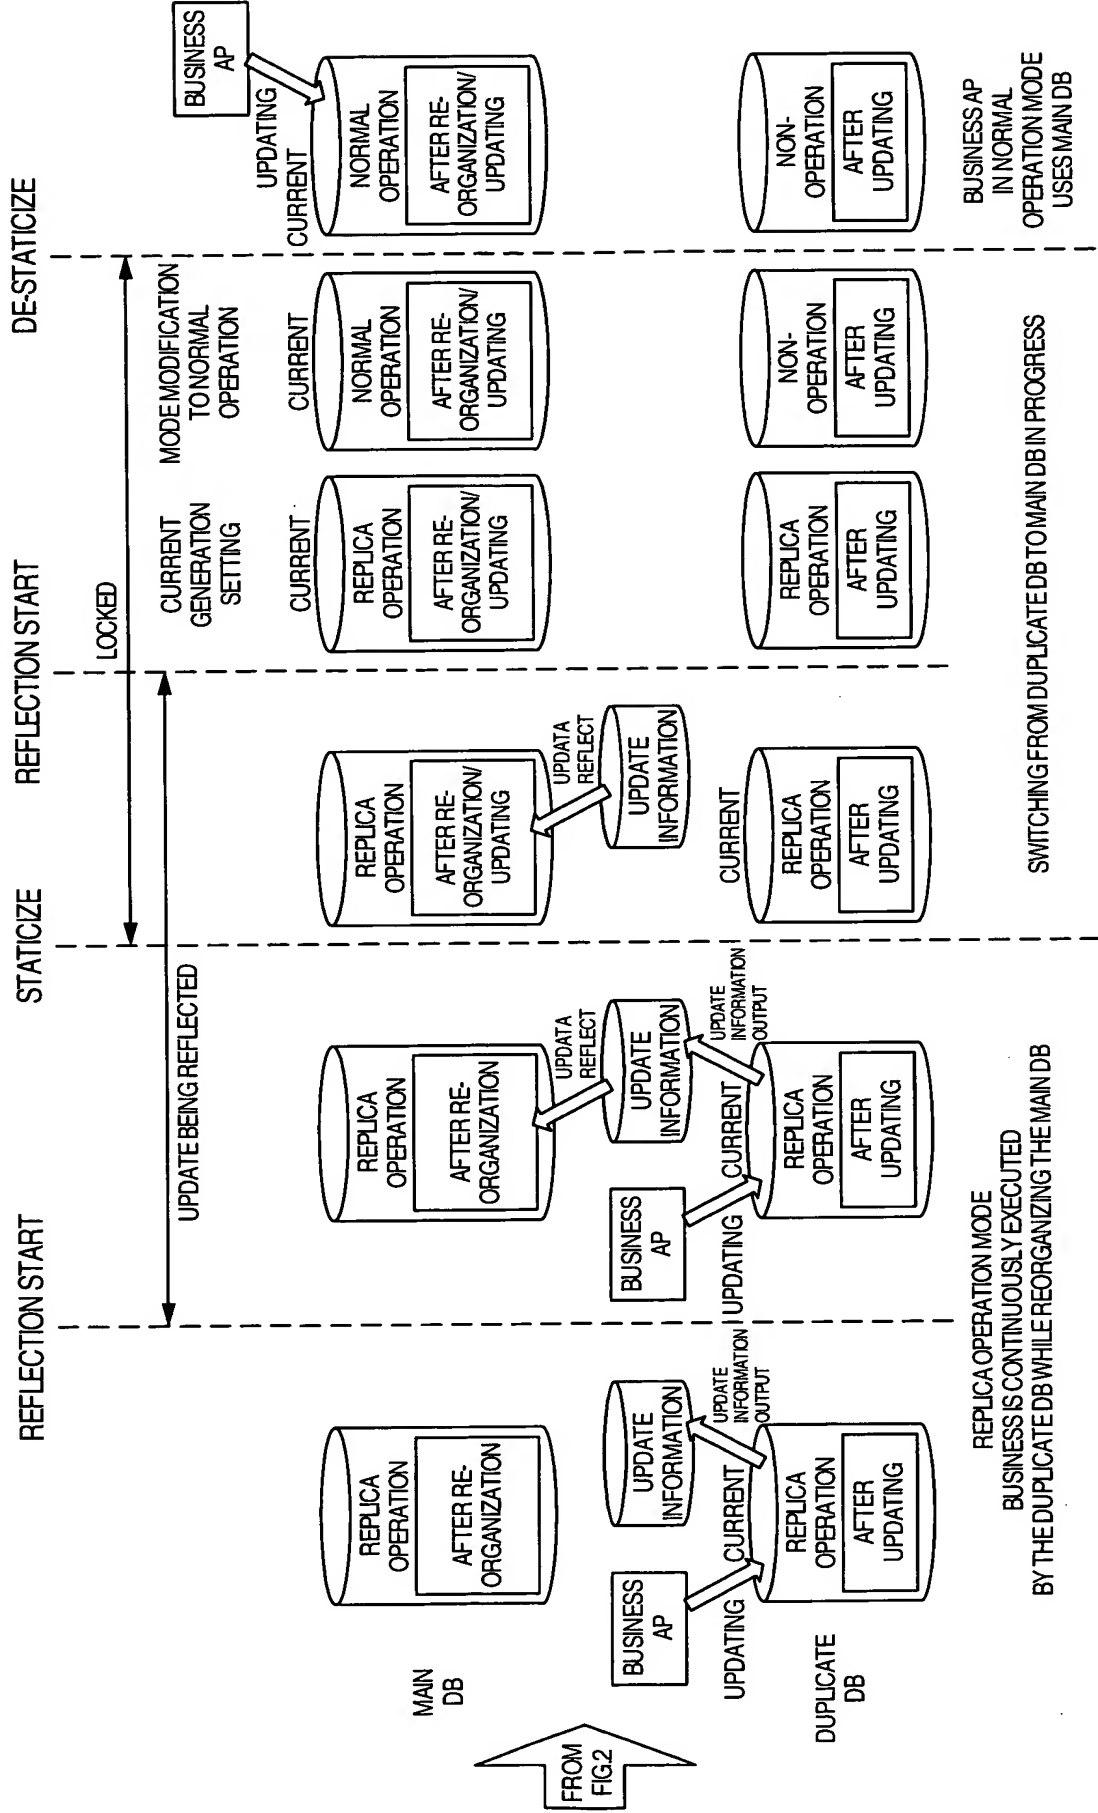 REFLECTION START
STATICIZE
REFLECTION START
DE-STATICIZE
LOCKED
UPDATE BEING REFLECTED
CURRENT
GENERATION
SETTING
MODE MODIFICATION
TO NORMAL
OPERATION
BUSINESS
AP
UPDATING
MAIN
DB
REPLICA
OPERATION
AFTER RE-
ORGANIZATION
REPLICA
OPERATION
AFTER RE-
ORGANIZATION
REPLICA
OPERATION
AFTER RE-
ORGANIZATION/
UPDATING
CURRENT
REPLICA
OPERATION
AFTER RE-
ORGANIZATION/
UPDATING
CURRENT
NORMAL
OPERATION
AFTER RE-
ORGANIZATION/
UPDATING
CURRENT
NORMAL
OPERATION
AFTER RE-
ORGANIZATION/
UPDATING
FROM
FIG.2
BUSINESS
AP
UPDATE
INFORMATION
UPDATING
CURRENT
UPDATE
INFORMATION
OUTPUT
BUSINESS
AP
UPDATA
REFLECT
UPDATE
INFORMATION
UPDATING
CURRENT
UPDATE
INFORMATION
OUTPUT
UPDATA
REFLECT
UPDATE
INFORMATION
CURRENT
DUPLICATE
DB
REPLICA
OPERATION
AFTER
UPDATING
REPLICA
OPERATION
AFTER
UPDATING
REPLICA
OPERATION
AFTER
UPDATING
REPLICA
OPERATION
AFTER
UPDATING
NON-
OPERATION
AFTER
UPDATING
NON-
OPERATION
AFTER
UPDATING
REPLICA OPERATION MODE
BUSINESS IS CONTINUOUSLY EXECUTED
BY THE DUPLICATE DB WHILE REORGANIZING THE MAIN DB
SWITCHING FROM DUPLICATE DB TO MAIN DB IN PROGRESS
BUSINESS AP
IN NORMAL
OPERATION MODE
USES MAIN DB